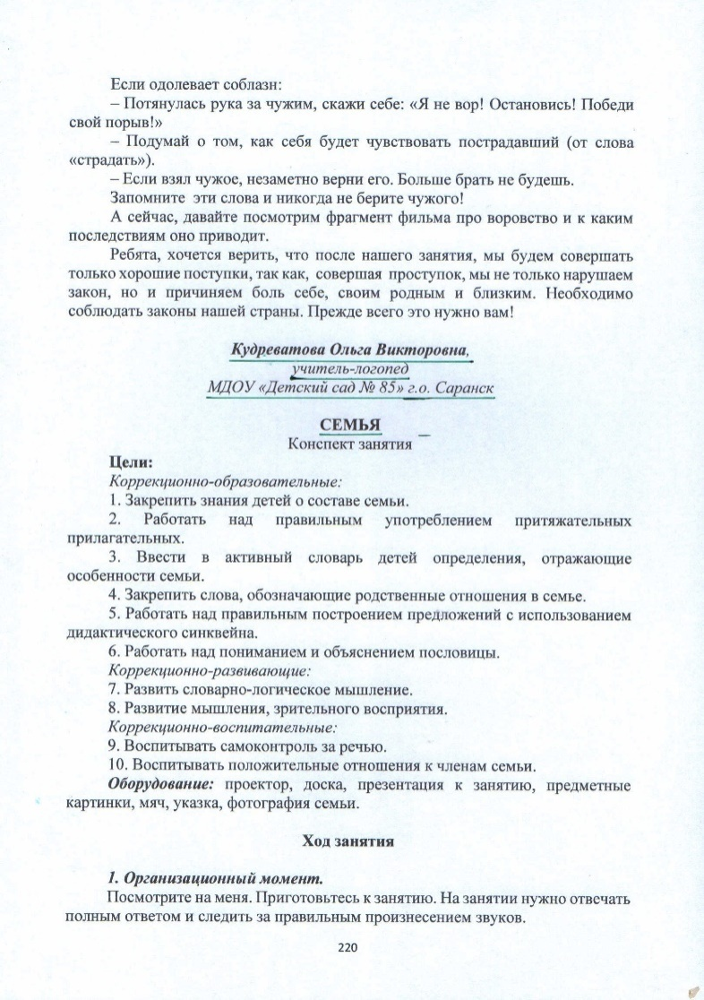 Если одолевает соблазн:
– Потянулась рука за чужим, скажи себе: «Я не вор! Остановись! Победи
свой порыв!»
– Подумай о том, как себя будет чувствовать пострадавший (от слова
«страдать»).
– Если взял чужое, незаметно верни его. Больше брать не будешь.
Запомните эти слова и никогда не берите чужого!
А сейчас, давайте посмотрим фрагмент фильма про воровство и к каким
последствиям оно приводит.
Ребята, хочется верить, что после нашего занятия, мы будем совершать
только хорошие поступки, так как, совершая проступок, мы не только нарушаем
закон, но и причиняем боль себе, своим родным и близким. Необходимо
соблюдать законы нашей страны. Прежде всего это нужно вам!
Кудреватова Ольга Викторовна,
учитель-логопед
МДОУ «Детский сад № 85» г.о. Саранск
СЕМЬЯ
Конспект занятия
Цели:
Коррекционно-образовательные:
1. Закрепить знания детей о составе семьи.
2. Работать над правильным употреблением притяжательных
прилагательных.
3. Ввести в активный словарь детей определения, отражающие
особенности семьи.
4. Закрепить слова, обозначающие родственные отношения в семье.
5. Работать над правильным построением предложений с использованием
дидактического синквейна.
6. Работать над пониманием и объяснением пословицы.
Коррекционно-развивающие:
7. Развить словарно-логическое мышление.
8. Развитие мышления, зрительного восприятия.
Коррекционно-воспитательные:
9. Воспитывать самоконтроль за речью.
10. Воспитывать положительные отношения к членам семьи.
Оборудование: проектор, доска, презентация к занятию, предметные
картинки, мяч, указка, фотография семьи.
Ход занятия
1. Организационный момент.
Посмотрите на меня. Приготовьтесь к занятию. На занятии нужно отвечать
полным ответом и следить за правильным произнесением звуков.
220